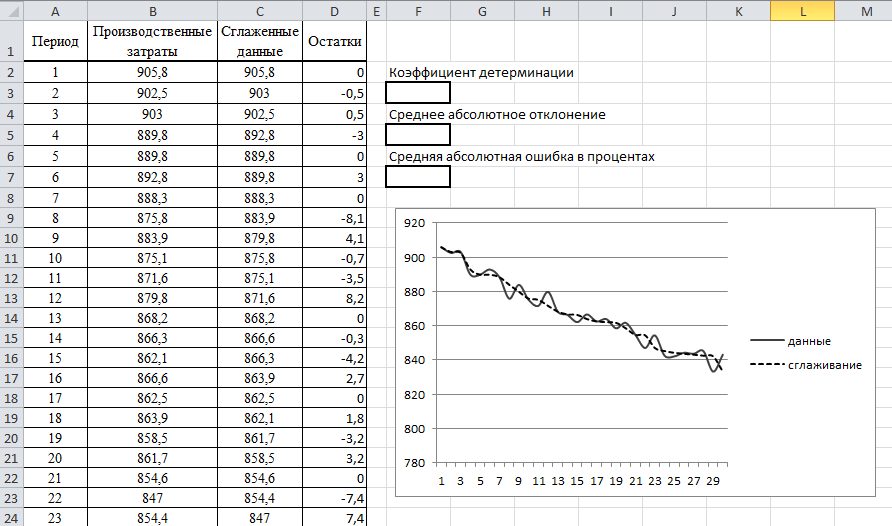 A B C D E F G H I J K L M
1 Период Производственные затраты Сглаженные данные Остатки
2 1 905,8 905,8 0 Коэффициент детерминации
3 2 902,5 903 -0,5
4 3 903 902,5 0,5 Среднее абсолютное отклонение
5 4 889,8 892,8 -3
6 5 889,8 889,8 0 Средняя абсолютная ошибка в процентах
7 6 892,8 889,8 3
8 7 888,3 888,3 0
9 8 875,8 883,9 -8,1
10 9 883,9 879,8 4,1
11 10 875,1 875,8 -0,7
12 11 871,6 875,1 -3,5
13 12 879,8 871,6 8,2
14 13 868,2 868,2 0
15 14 866,3 866,6 -0,3
16 15 862,1 866,3 -4,2
17 16 866,6 863,9 2,7
18 17 862,5 862,5 0
19 18 863,9 862,1 1,8
20 19 858,5 861,7 -3,2
21 20 861,7 858,5 3,2
22 21 854,6 854,6 0
23 22 847 854,4 -7,4
24 23 854,4 847 7,4
920
900
880
860
840
820
800
780
1 3 5 7 9 11 13 15 17 19 21 23 25 27 29
данные
сглаживание